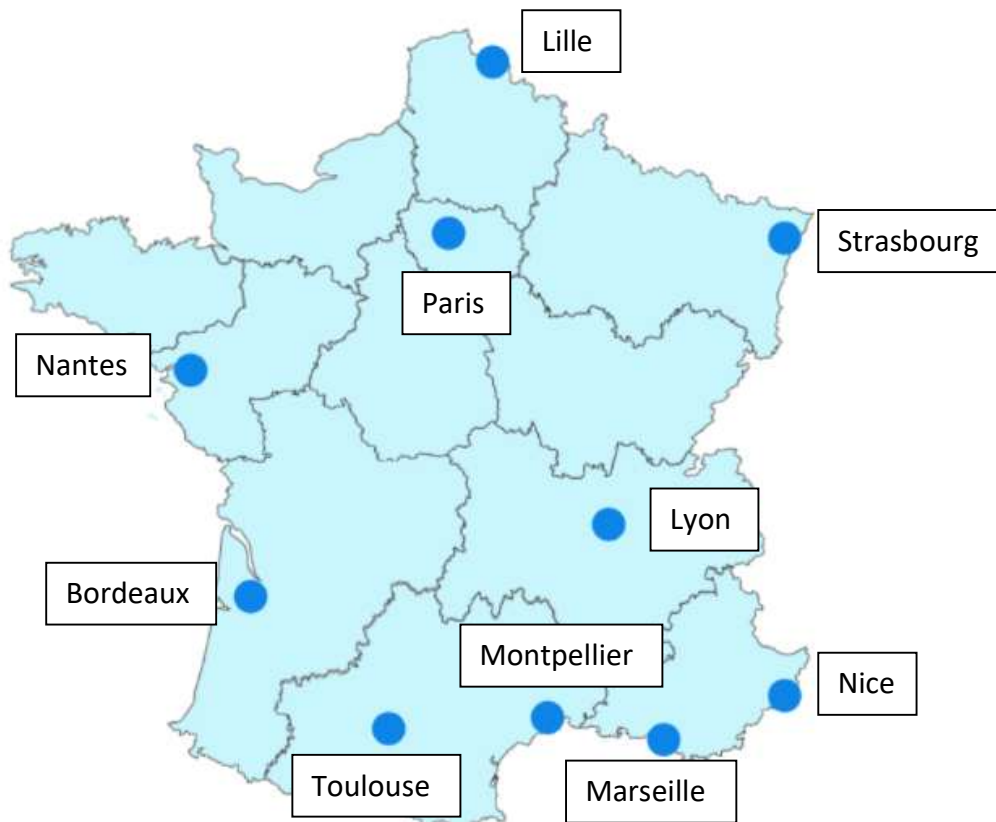 Lille
Strasbourg
Paris
Nantes
Lyon
Bordeaux
Montpellier
Nice
Toulouse
Marseille